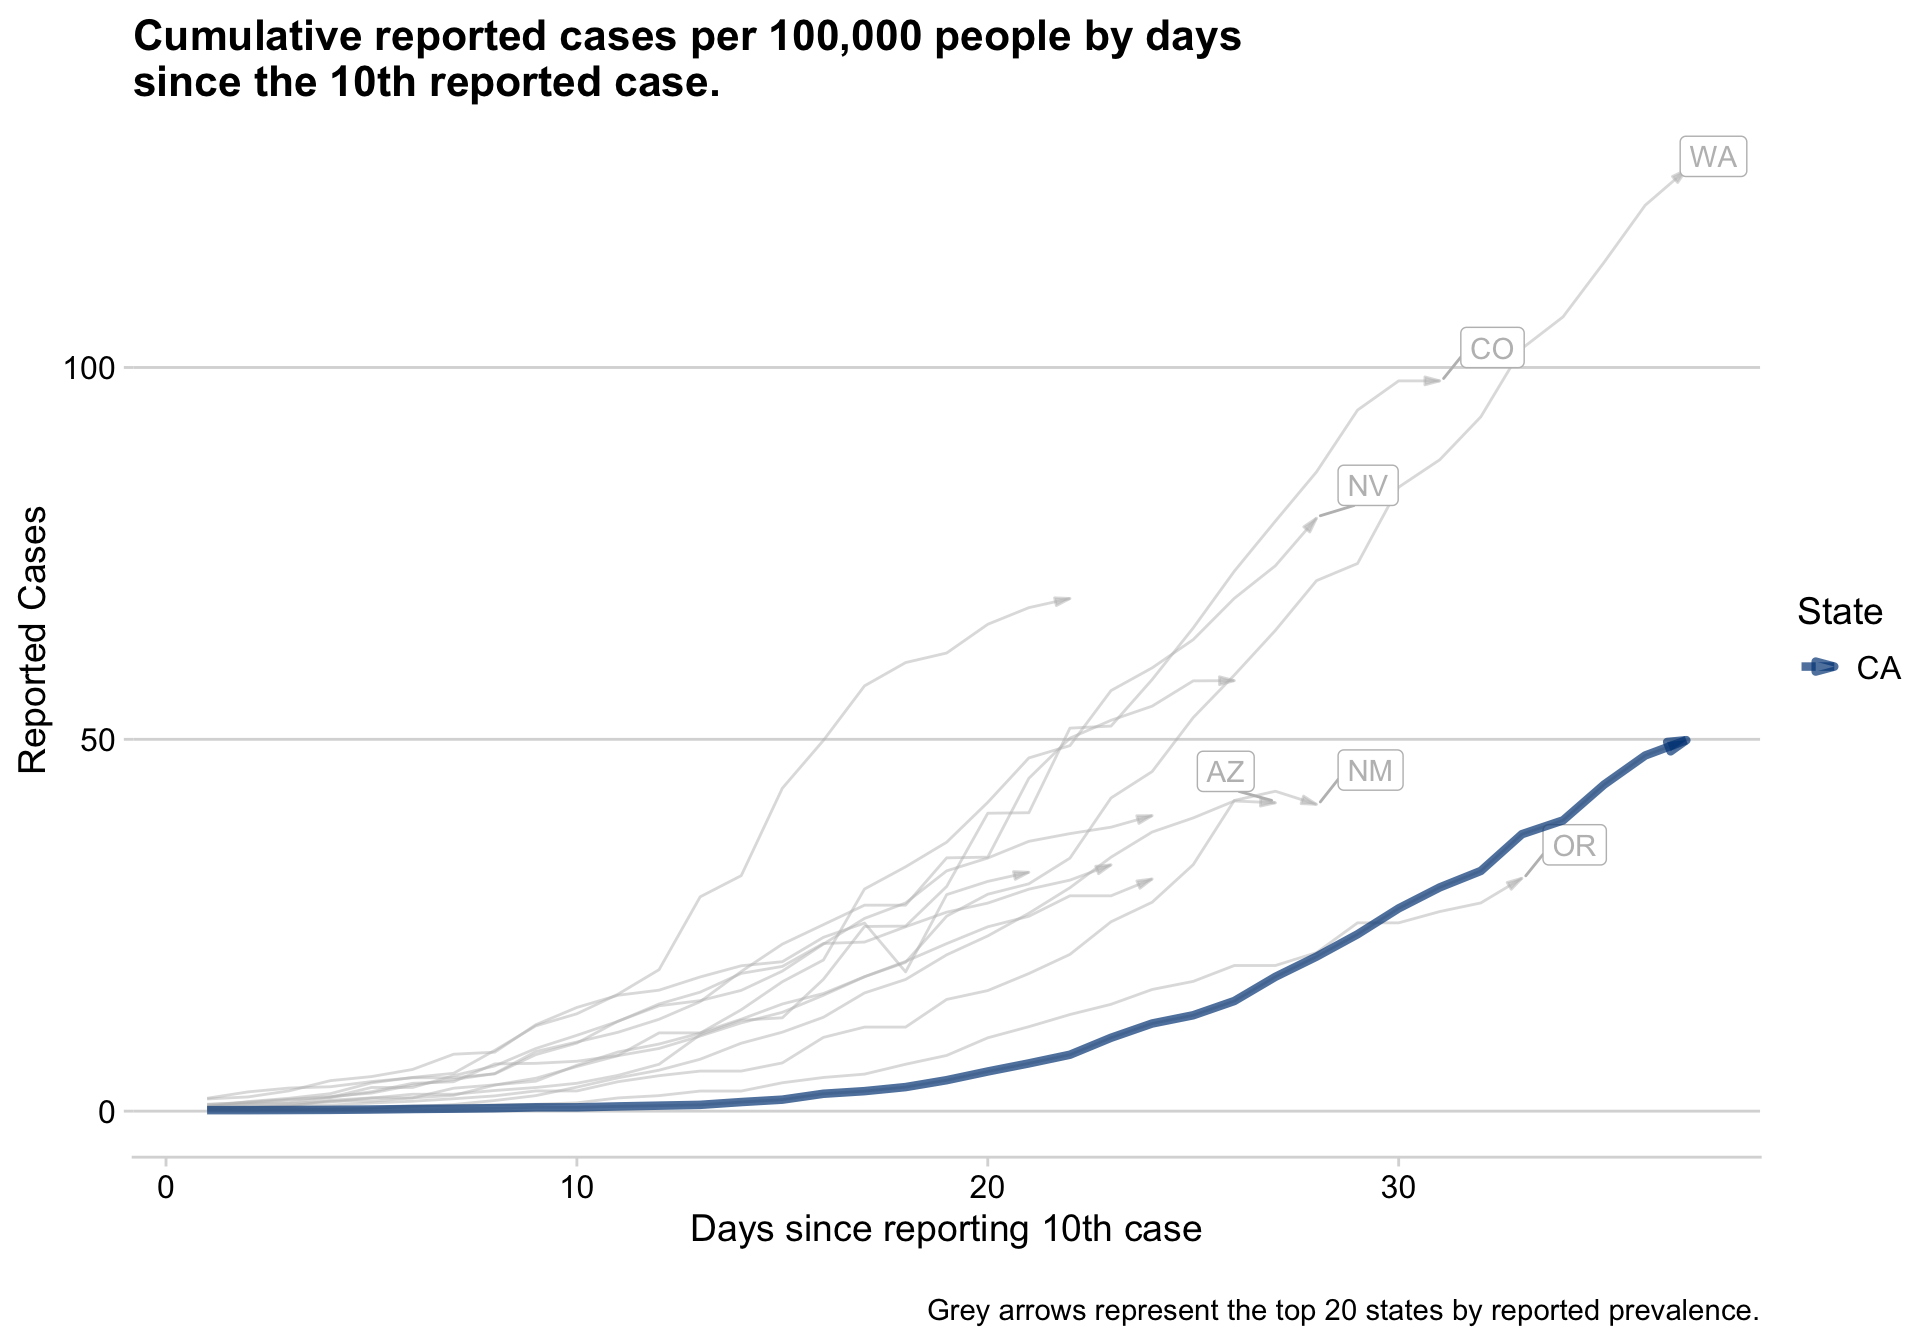 Cumulative reported cases per 100,000 people by days
since the 10th reported case.
WA
CO
100
NV
Reported Cases
State
CA
50
AZ
NM
OR
0
0 10 20 30
Days since reporting 10th case
Grey arrows represent the top 20 states by reported prevalence.